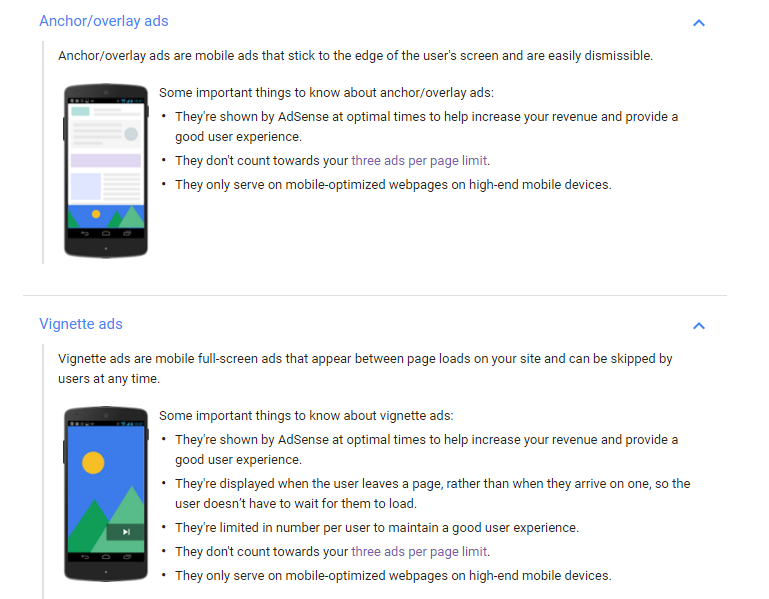 Anchor/overlay ads
Anchor/overlay ads are mobile ads that stick to the edge of the user's screen and are easily dismissible.
Some important things to know about anchor/overlay ads:
• They're shown by AdSense at optimal times to help increase your revenue and provide a
good user experience.
• They don't count towards your three ads per page limit.
• They only serve on mobile-optimized webpages on high-end mobile devices.
Vignette ads
Vignette ads are mobile full-screen ads that appear between page loads on your site and can be skipped by
users at any time.
Some important things to know about vignette ads:
• They're shown by AdSense at optimal times to help increase your revenue and provide a
good user experience.
• They're displayed when the user leaves a page, rather than when they arrive on one, so the
user doesn't have to wait for them to load.
• They're limited in number per user to maintain a good user experience.
• They don't count towards your three ads per page limit.
• They only serve on mobile-optimized webpages on high-end mobile devices.